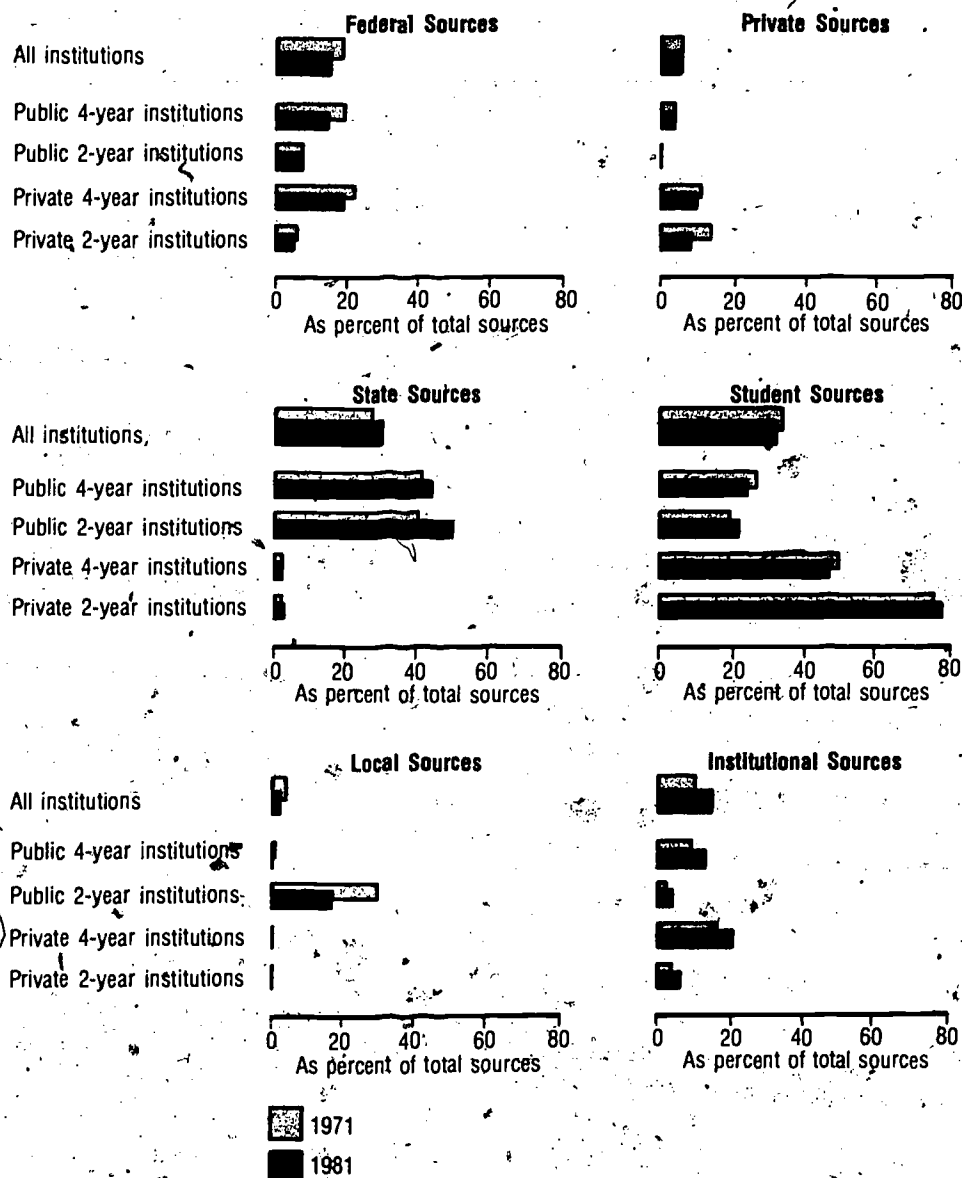 Federal Sources
Private Sources
All institutions
Public 4-year institutions
Public 2-year institutions
Private 4-year institutions
Private 2-year institutions
0 20 40 60 80
As percent of total sources
0 20 40 60 80
As percent of total sources
State Sources
Student Sources
All institutions,
Public 4-year institutions
Public 2-year institutions
Private 4-year institutions
Private 2-year institutions
0 20 40 60 80
As percent of total sources
0 20 40 60 80
As percent of total sources
Local Sources
Institutional Sources
All institutions
Public 4-year institutions
Public 2-year institutions
Private 4-year institutions
Private 2-year institutions
0 20 40 60 80
As percent of total sources
0 20 40 60 80
As percent of total sources
1971
1981